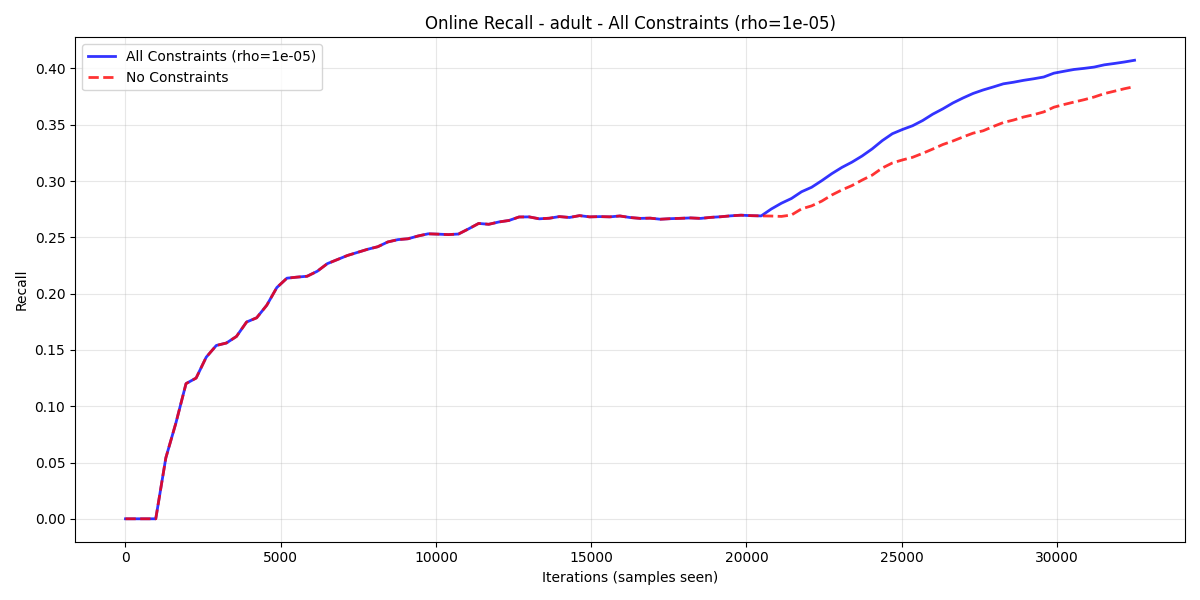 Online Recall - adult - All Constraints (rho=1e-05)
All Constraints (rho=1e-05)
No Constraints
Recall
0.40
0.35
0.30
0.25
0.20
0.15
0.10
0.05
0.00
0 5000 10000 15000 20000 25000 30000
Iterations (samples seen)